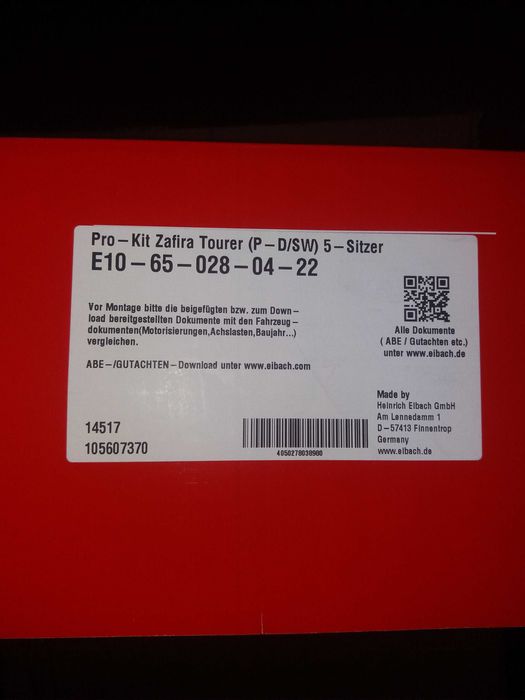 Pro-Kit Zafira Tourer (P-D/SW) 5-Sitzer
E10-65-028-04-22
Vor Montage bitte die beigefügten bzw. zum Down-
load bereitgestellten Dokumente mit den Fahrzeug-
dokumenten(Motorisierungen,Achslasten,Baujahr...)
vergleichen.
ABE-/GUTACHTEN-Download unter www.eibach.com
Alle Dokumente
( ABE / Gutachten etc.)
unter www.eibach.de
Made by
Heinrich Eibach GmbH
Am Lennedamm 1
D-57413 Finnentrop
Germany
www.eibach.de
14517
105607370
4050278038980